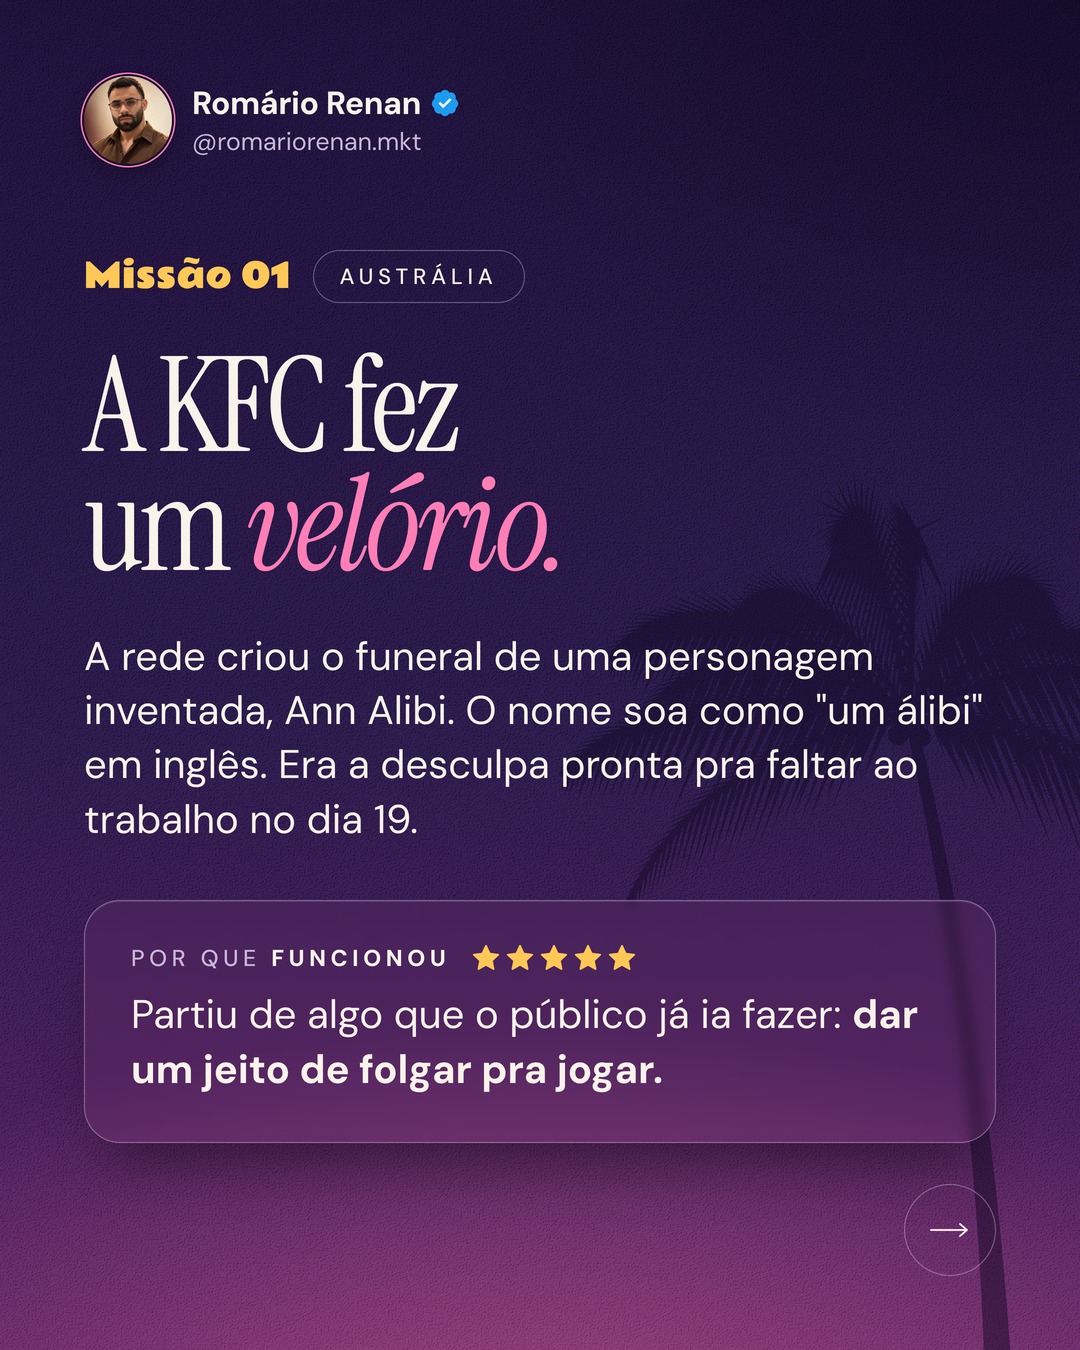 Romário Renan
@romariorenan.mkt
Missão 01
AUSTRÁLIA
A KFC fez
um velório.
A rede criou o funeral de uma personagem
inventada, Ann Alibi. O nome soa como "um álibi"
em inglês. Era a desculpa pronta pra faltar ao
trabalho no dia 19.
POR QUE FUNCIONOU
Partiu de algo que o público já ia fazer: dar
um jeito de folgar pra jogar.